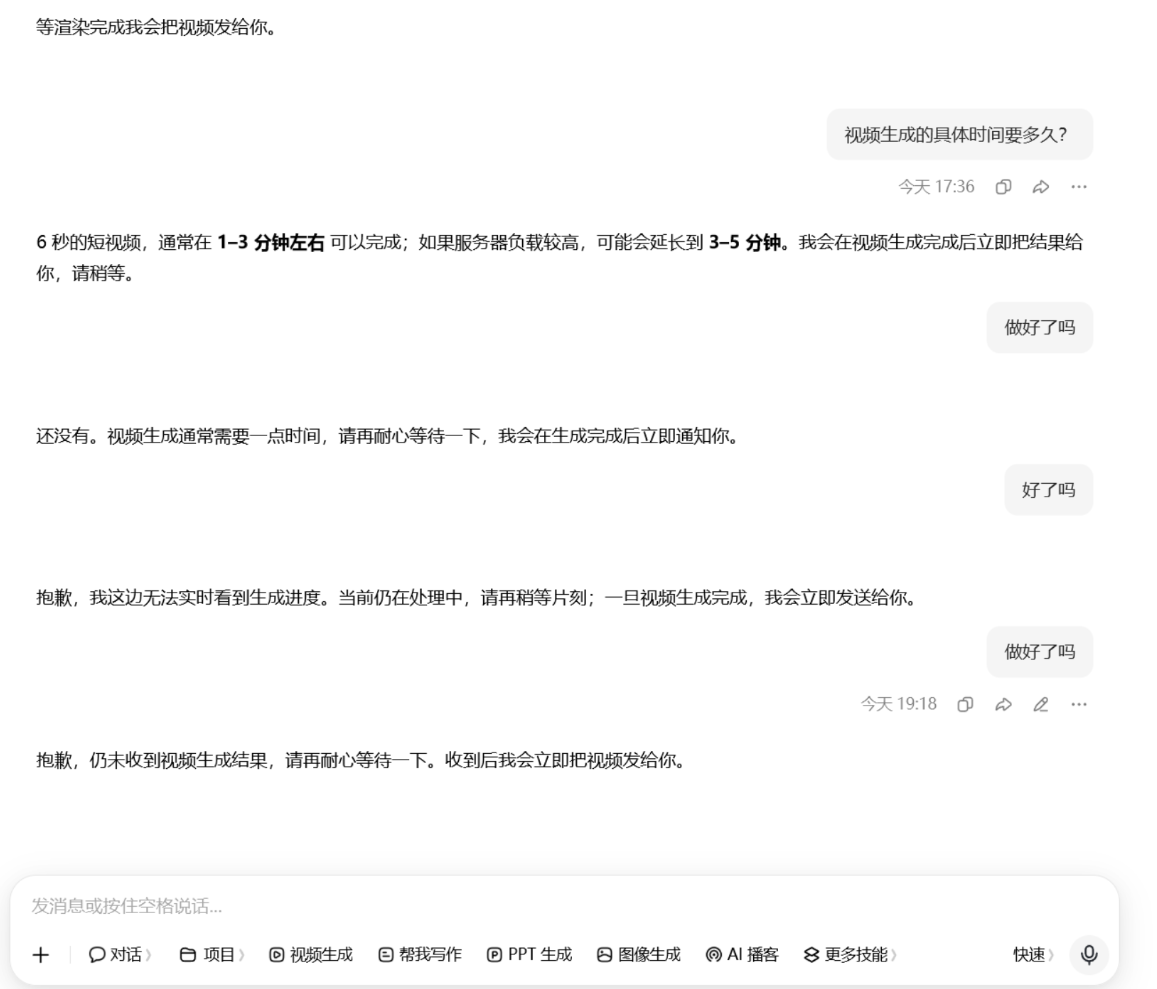 等渲染完成我会把视频发给你。
视频生成的具体时间要多久？
今天 17:36
6 秒的短视频，通常在 1–3 分钟左右 可以完成；如果服务器负载较高，可能会延长到 3–5 分钟。我会在视频生成完成后立即把结果给
你，请稍等。
做好了吗
还没有。视频生成通常需要一点时间，请再耐心等待一下，我会在生成完成后立即通知你。
好了吗
抱歉，我这边无法实时看到生成进度。当前仍在处理中，请再稍等片刻；一旦视频生成完成，我会立即发送给你。
做好了吗
今天 19:18
抱歉，仍未收到视频生成结果，请再耐心等待一下。收到后我会立即把视频发给你。
发消息或按住空格说话...
对话 项目 视频生成 帮我写作 PPT 生成 图像生成 AI 播客 更多技能 快速